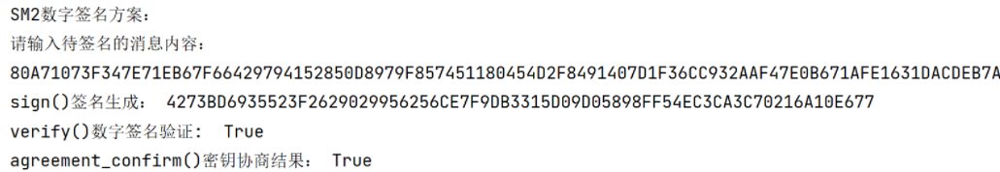 SM2数字签名方案：
请输入待签名的消息内容：
80A71073F347E71EB67F66429794152850D8979F857451180454D2F8491407D1F36CC932AAF47E0B671AFE1631DACDEB7A
sign()签名生成： 4273BD6935523F2629029956256CE7F9DB3315D09D05898FF54EC3CA3C70216A10E677
verify()数字签名验证： True
agreement_confirm()密钥协商结果： True